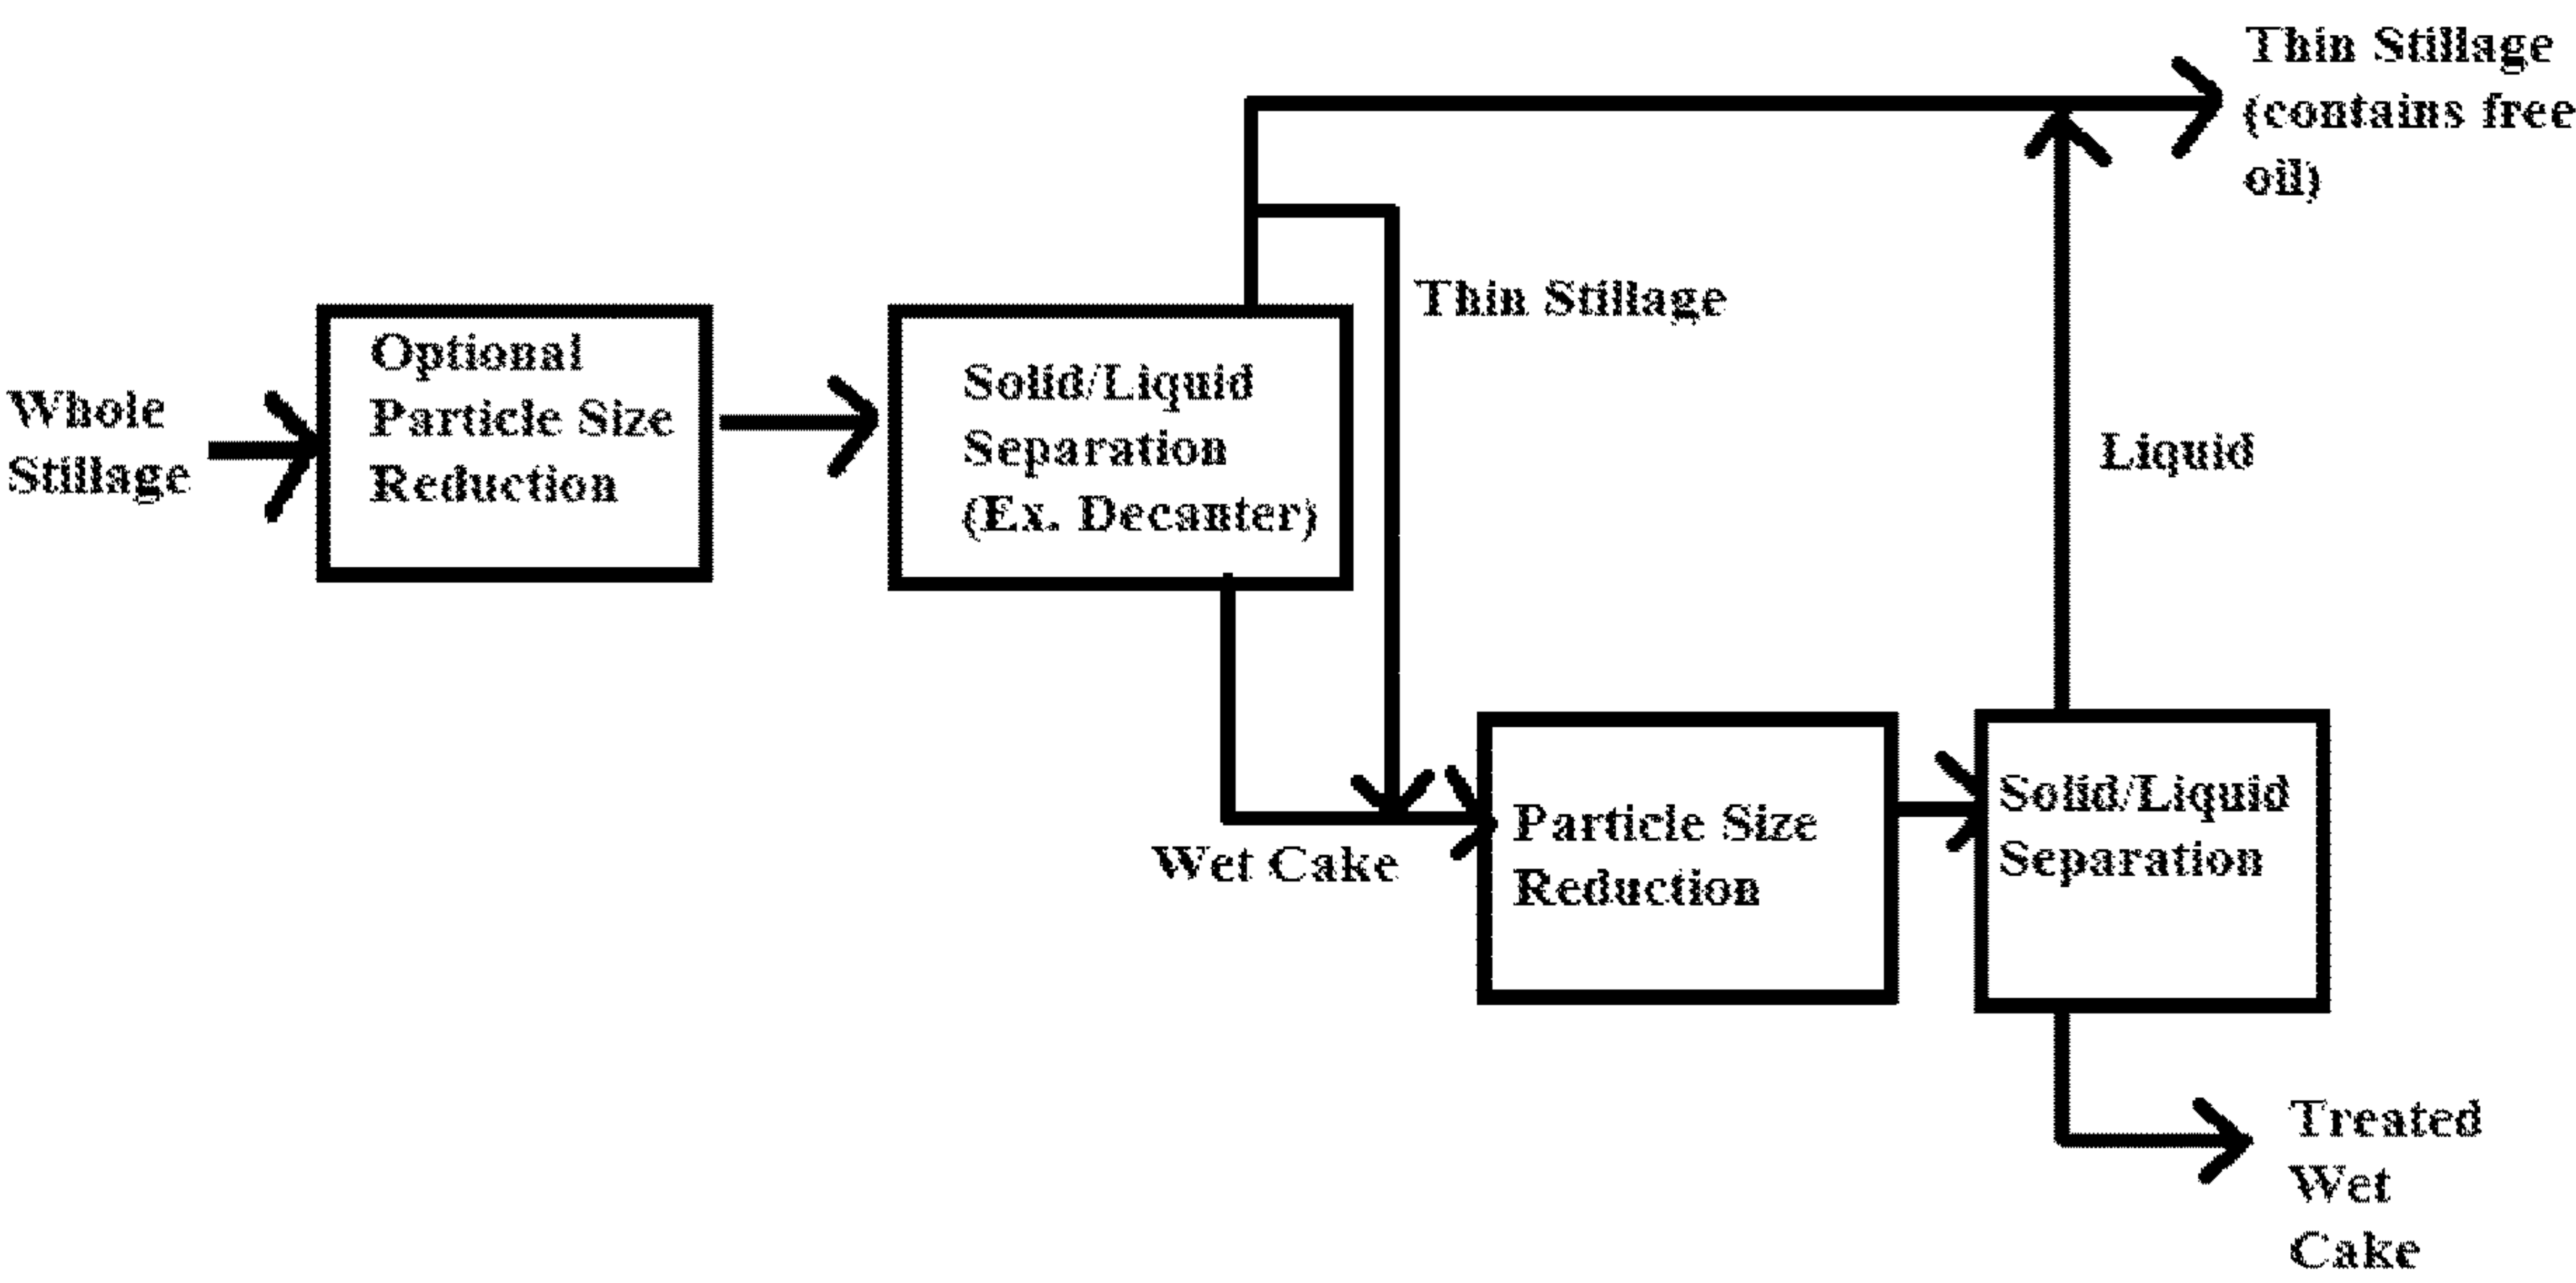 Thin Stillage
(contains free
oil)
Thin Stillage
Whole
Stillage
Optional
Particle Size
Reduction
Solid/Liquid
Separation
(Ex. Decanter)
Liquid
Wet Cake
Particle Size
Reduction
Solid/Liquid
Separation
Treated
Wet
Cake